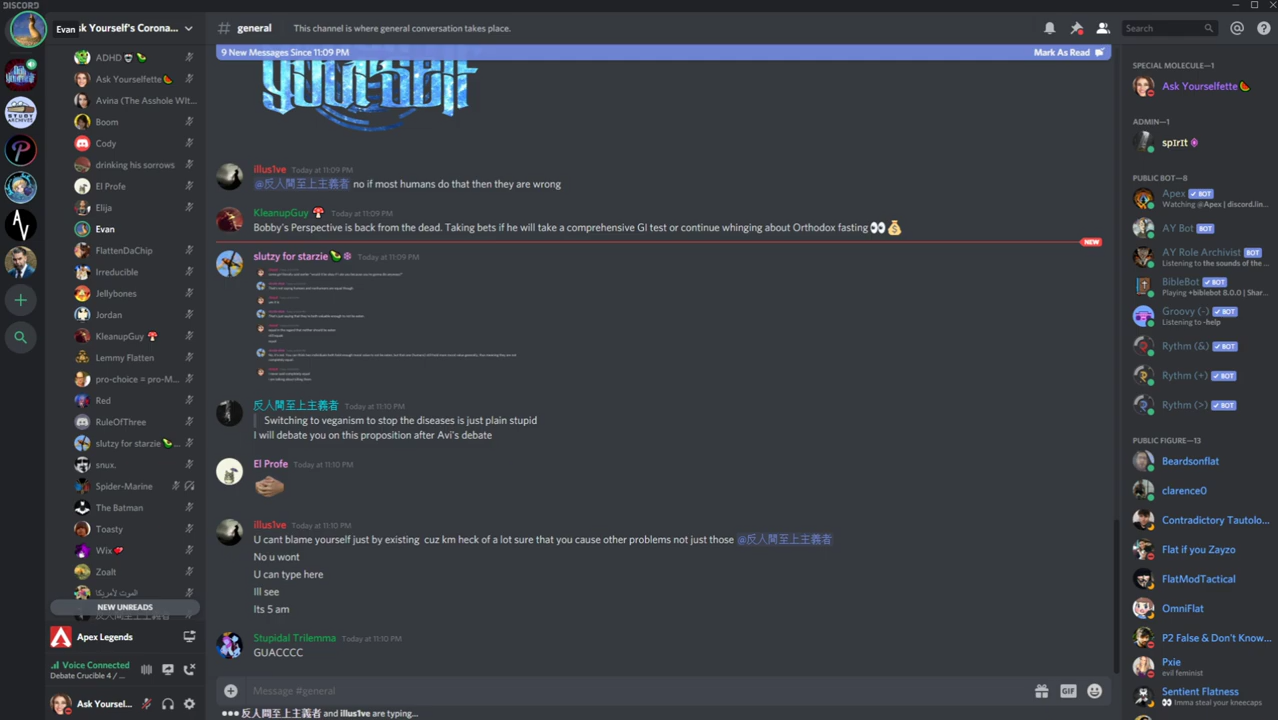 DISCORD
Evan
sk Yourself's Corona...
ADHD
Ask Yourselfette
Avina (The Asshole Wit...
Boom
Cody
drinking his sorrows
El Profe
Elija
Evan
FlattenDaChip
Irreducible
Jellybones
Jordan
KleanupGuy
Lemmy Flatten
pro-choice = pro-M...
Red
RuleOfThree
slutzy for starzie
snux.
Spider-Marine
The Batman
Toasty
Wix
Zoalt
الموت لأمريكا
NEW UNREADS
Apex Legends
Voice Connected
Debate Crucible 4 / ...
Ask Yoursel...
STUDY
ARCHIVES
# general
This channel is where general conversation takes place.
Search
9 New Messages Since 11:09 PM
Mark As Read
yourself
illus1ve Today at 11:09 PM
@反人間至上主義者 no if most humans do that then they are wrong
KleanupGuy Today at 11:09 PM
Bobby's Perspective is back from the dead. Taking bets if he will take a comprehensive GI test or continue whinging about Orthodox fasting 👀💰
NEW
slutzy for starzie Today at 11:09 PM
反人間至上主義者 Today at 11:10 PM
Switching to veganism to stop the diseases is just plain stupid
I will debate you on this proposition after Avi's debate
El Profe Today at 11:10 PM
illus1ve Today at 11:10 PM
U cant blame yourself just by existing cuz km heck of a lot sure that you cause other problems not just those @反人間至上主義者
No u wont
U can type here
Ill see
Its 5 am
Stupidal Trilemma Today at 11:10 PM
GUACCCC
Message #general
GIF
反人間至上主義者 and illus1ve are typing...
SPECIAL MOLECULE—1
Ask Yourselfette
ADMIN—1
sp1r1t
PUBLIC BOT—8
Apex BOT
Watching @Apex | discord.lin...
AY Bot BOT
AY Role Archivist BOT
Listening to the sounds of the ...
BibleBot BOT
Playing +biblebot 8.0.0 | Shar...
Groovy (-) BOT
Listening to -help
Rythm (&) BOT
Rythm (+) BOT
Rythm (>) BOT
PUBLIC FIGURE—13
Beardsonflat
clarence0
Contradictory Tautolo...
Flat if you Zayzo
FlatModTactical
OmniFlat
P2 False & Don't Know...
Pxie
evil feminist
Sentient Flatness
👀 Imma steal your kneecaps